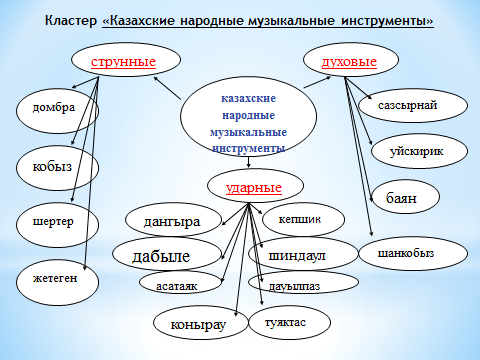 Кластер «Казахские народные музыкальные инструменты»
струнные
духовые
казахские
народные
музыкальные
инструменты
домбра
кобыз
шертер
жетеген
сазсырнай
уйскирик
баян
шанкобыз
ударные
дангыра
кепшик
дабыле
шиндаул
асатаяк
дауылпаз
конырау
туяктас